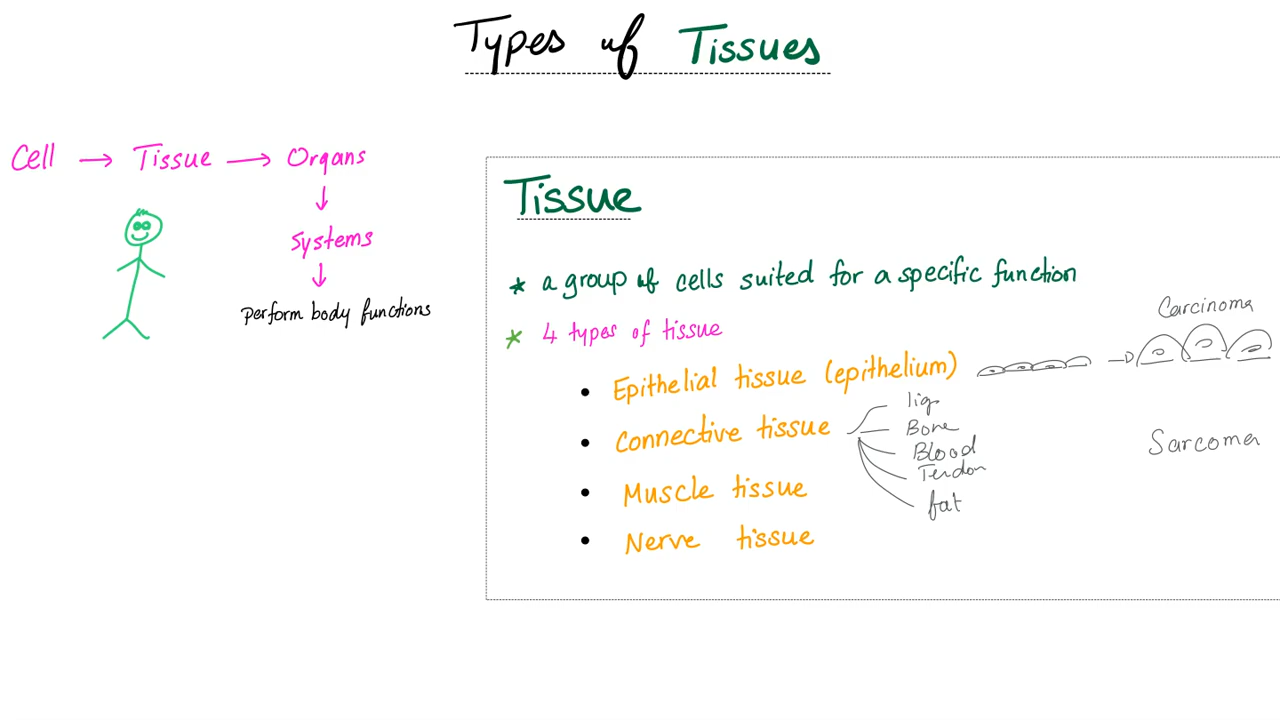 Types of Tissues
Cell → Tissue → Organs
↓
Systems
↓
Perform body functions
Tissue
* a group of cells suited for a specific function
* 4 types of tissue
• Epithelial tissue (epithelium)
Carcinoma
• Connective tissue
lig
Bone
Blood
Tendon
fat
Sarcoma
• Muscle tissue
• Nerve tissue